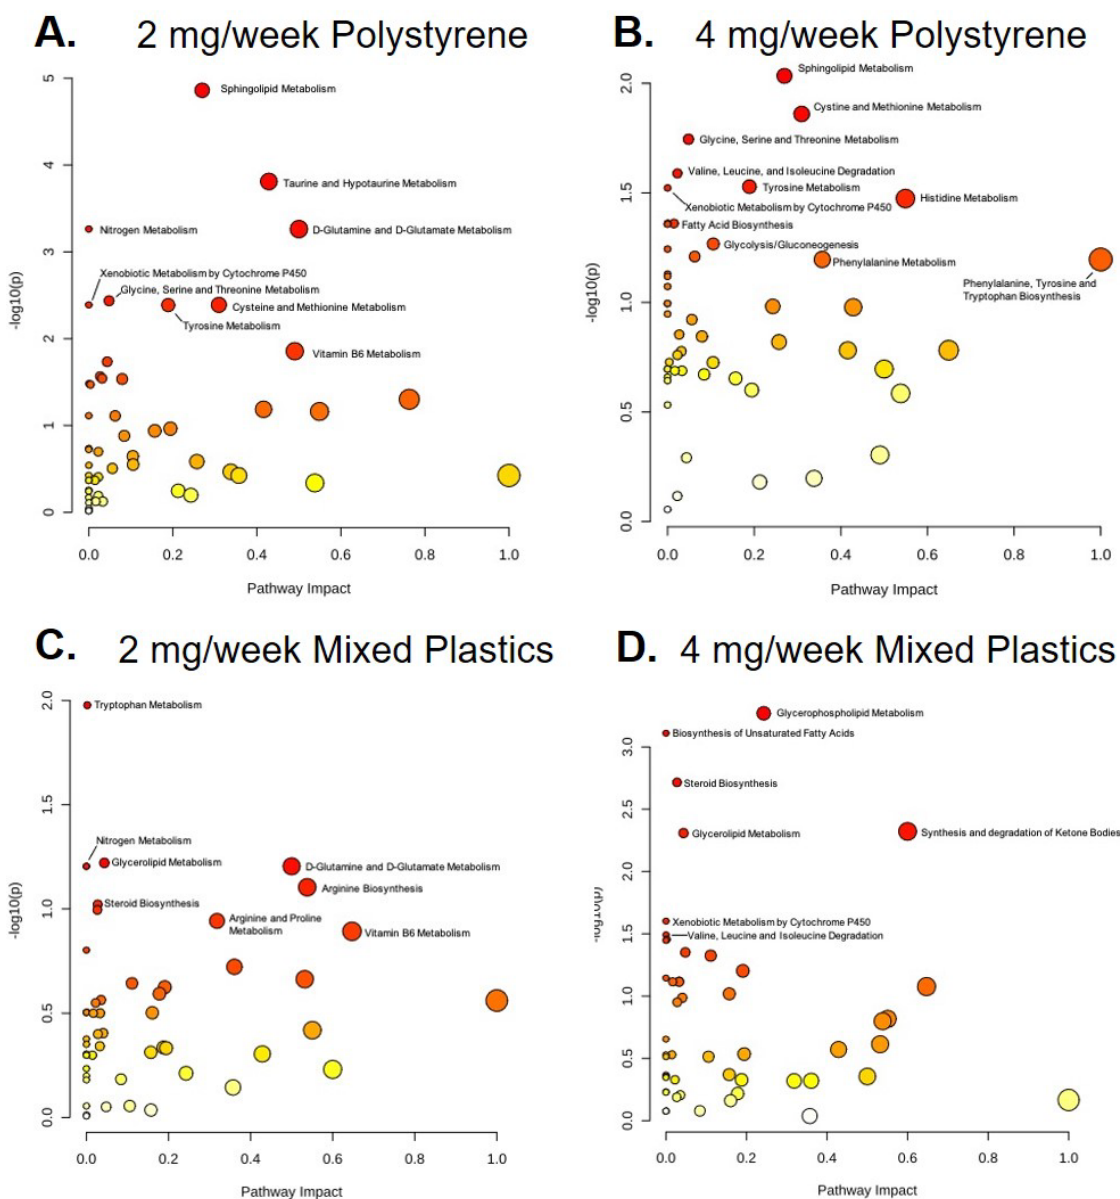 A. 2 mg/week Polystyrene
5
4
3
2
1
0
-log10(p)
Sphingolipid Metabolism
Taurine and Hypotaurine Metabolism
Nitrogen Metabolism
D-Glutamine and D-Glutamate Metabolism
Xenobiotic Metabolism by Cytochrome P450
Glycine, Serine and Threonine Metabolism
Cysteine and Methionine Metabolism
Tyrosine Metabolism
Vitamin B6 Metabolism
0.0 0.2 0.4 0.6 0.8 1.0
Pathway Impact
B. 4 mg/week Polystyrene
2.0
1.5
1.0
0.5
0.0
-log10(p)
Sphingolipid Metabolism
Cystine and Methionine Metabolism
Glycine, Serine and Threonine Metabolism
Valine, Leucine, and Isoleucine Degradation
Tyrosine Metabolism
Histidine Metabolism
Xenobiotic Metabolism by Cytochrome P450
Fatty Acid Biosynthesis
Glycolysis/Gluconeogenesis
Phenylalanine Metabolism
Phenylalanine, Tyrosine and
Tryptophan Biosynthesis
0.0 0.2 0.4 0.6 0.8 1.0
Pathway Impact
C. 2 mg/week Mixed Plastics
2.0
1.5
1.0
0.5
0.0
-log10(p)
Tryptophan Metabolism
Nitrogen Metabolism
Glycerolipid Metabolism
D-Glutamine and D-Glutamate Metabolism
Arginine Biosynthesis
Steroid Biosynthesis
Arginine and Proline
Metabolism
Vitamin B6 Metabolism
0.0 0.2 0.4 0.6 0.8 1.0
Pathway Impact
D. 4 mg/week Mixed Plastics
3.0
2.5
2.0
1.5
1.0
0.5
0.0
-log10(p)
Glycerophospholipid Metabolism
Biosynthesis of Unsaturated Fatty Acids
Steroid Biosynthesis
Glycerolipid Metabolism
Synthesis and degradation of Ketone Bodies
Xenobiotic Metabolism by Cytochrome P450
Valine, Leucine and Isoleucine Degradation
0.0 0.2 0.4 0.6 0.8 1.0
Pathway Impact